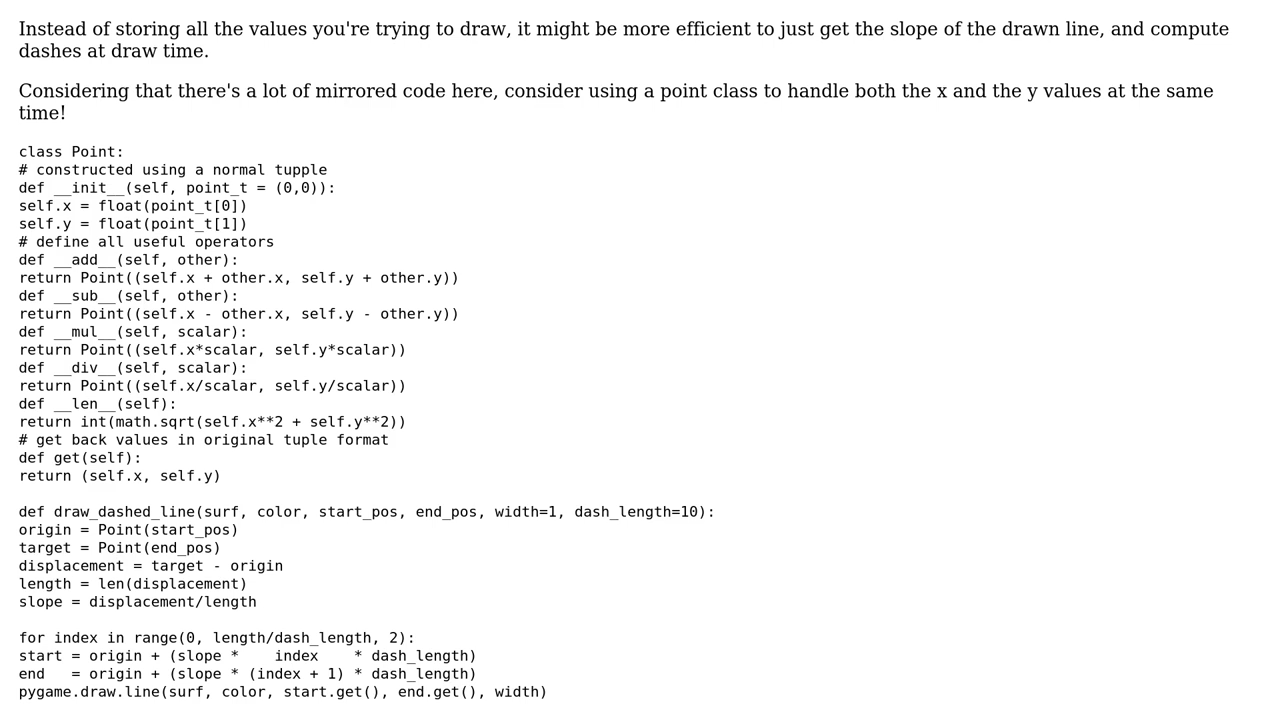 Instead of storing all the values you're trying to draw, it might be more efficient to just get the slope of the drawn line, and compute
dashes at draw time.
Considering that there's a lot of mirrored code here, consider using a point class to handle both the x and the y values at the same
time!
class Point:
# constructed using a normal tupple
def __init__(self, point_t = (0,0)):
self.x = float(point_t[0])
self.y = float(point_t[1])
# define all useful operators
def __add__(self, other):
return Point((self.x + other.x, self.y + other.y))
def __sub__(self, other):
return Point((self.x - other.x, self.y - other.y))
def __mul__(self, scalar):
return Point((self.x*scalar, self.y*scalar))
def __div__(self, scalar):
return Point((self.x/scalar, self.y/scalar))
def __len__(self):
return int(math.sqrt(self.x**2 + self.y**2))
# get back values in original tuple format
def get(self):
return (self.x, self.y)
def draw_dashed_line(surf, color, start_pos, end_pos, width=1, dash_length=10):
origin = Point(start_pos)
target = Point(end_pos)
displacement = target - origin
length = len(displacement)
slope = displacement/length
for index in range(0, length/dash_length, 2):
start = origin + (slope *    index    * dash_length)
end   = origin + (slope * (index + 1) * dash_length)
pygame.draw.line(surf, color, start.get(), end.get(), width)